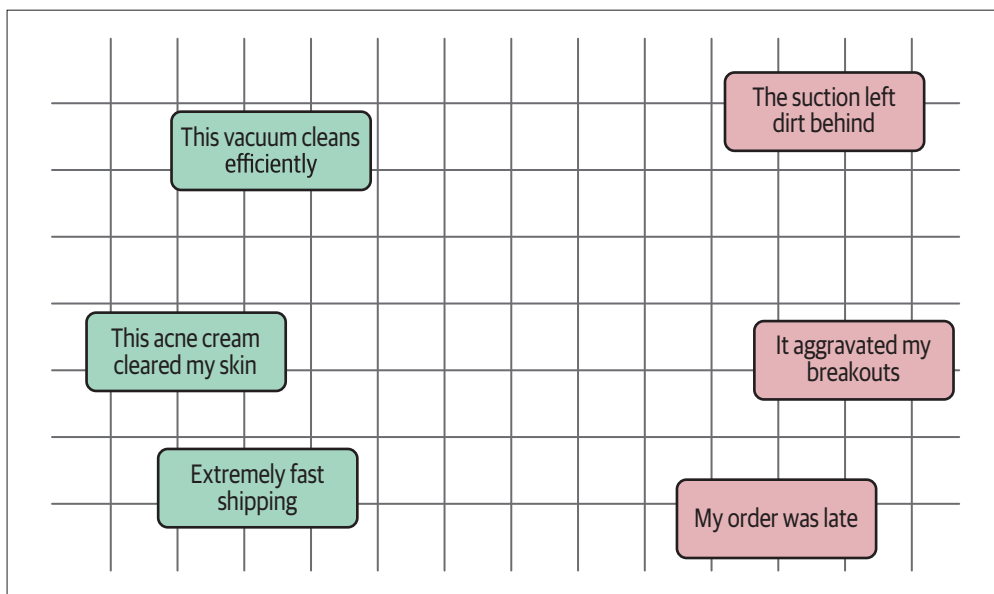 This vacuum cleans
efficiently
The suction left
dirt behind
This acne cream
cleared my skin
It aggravated my
breakouts
Extremely fast
shipping
My order was late